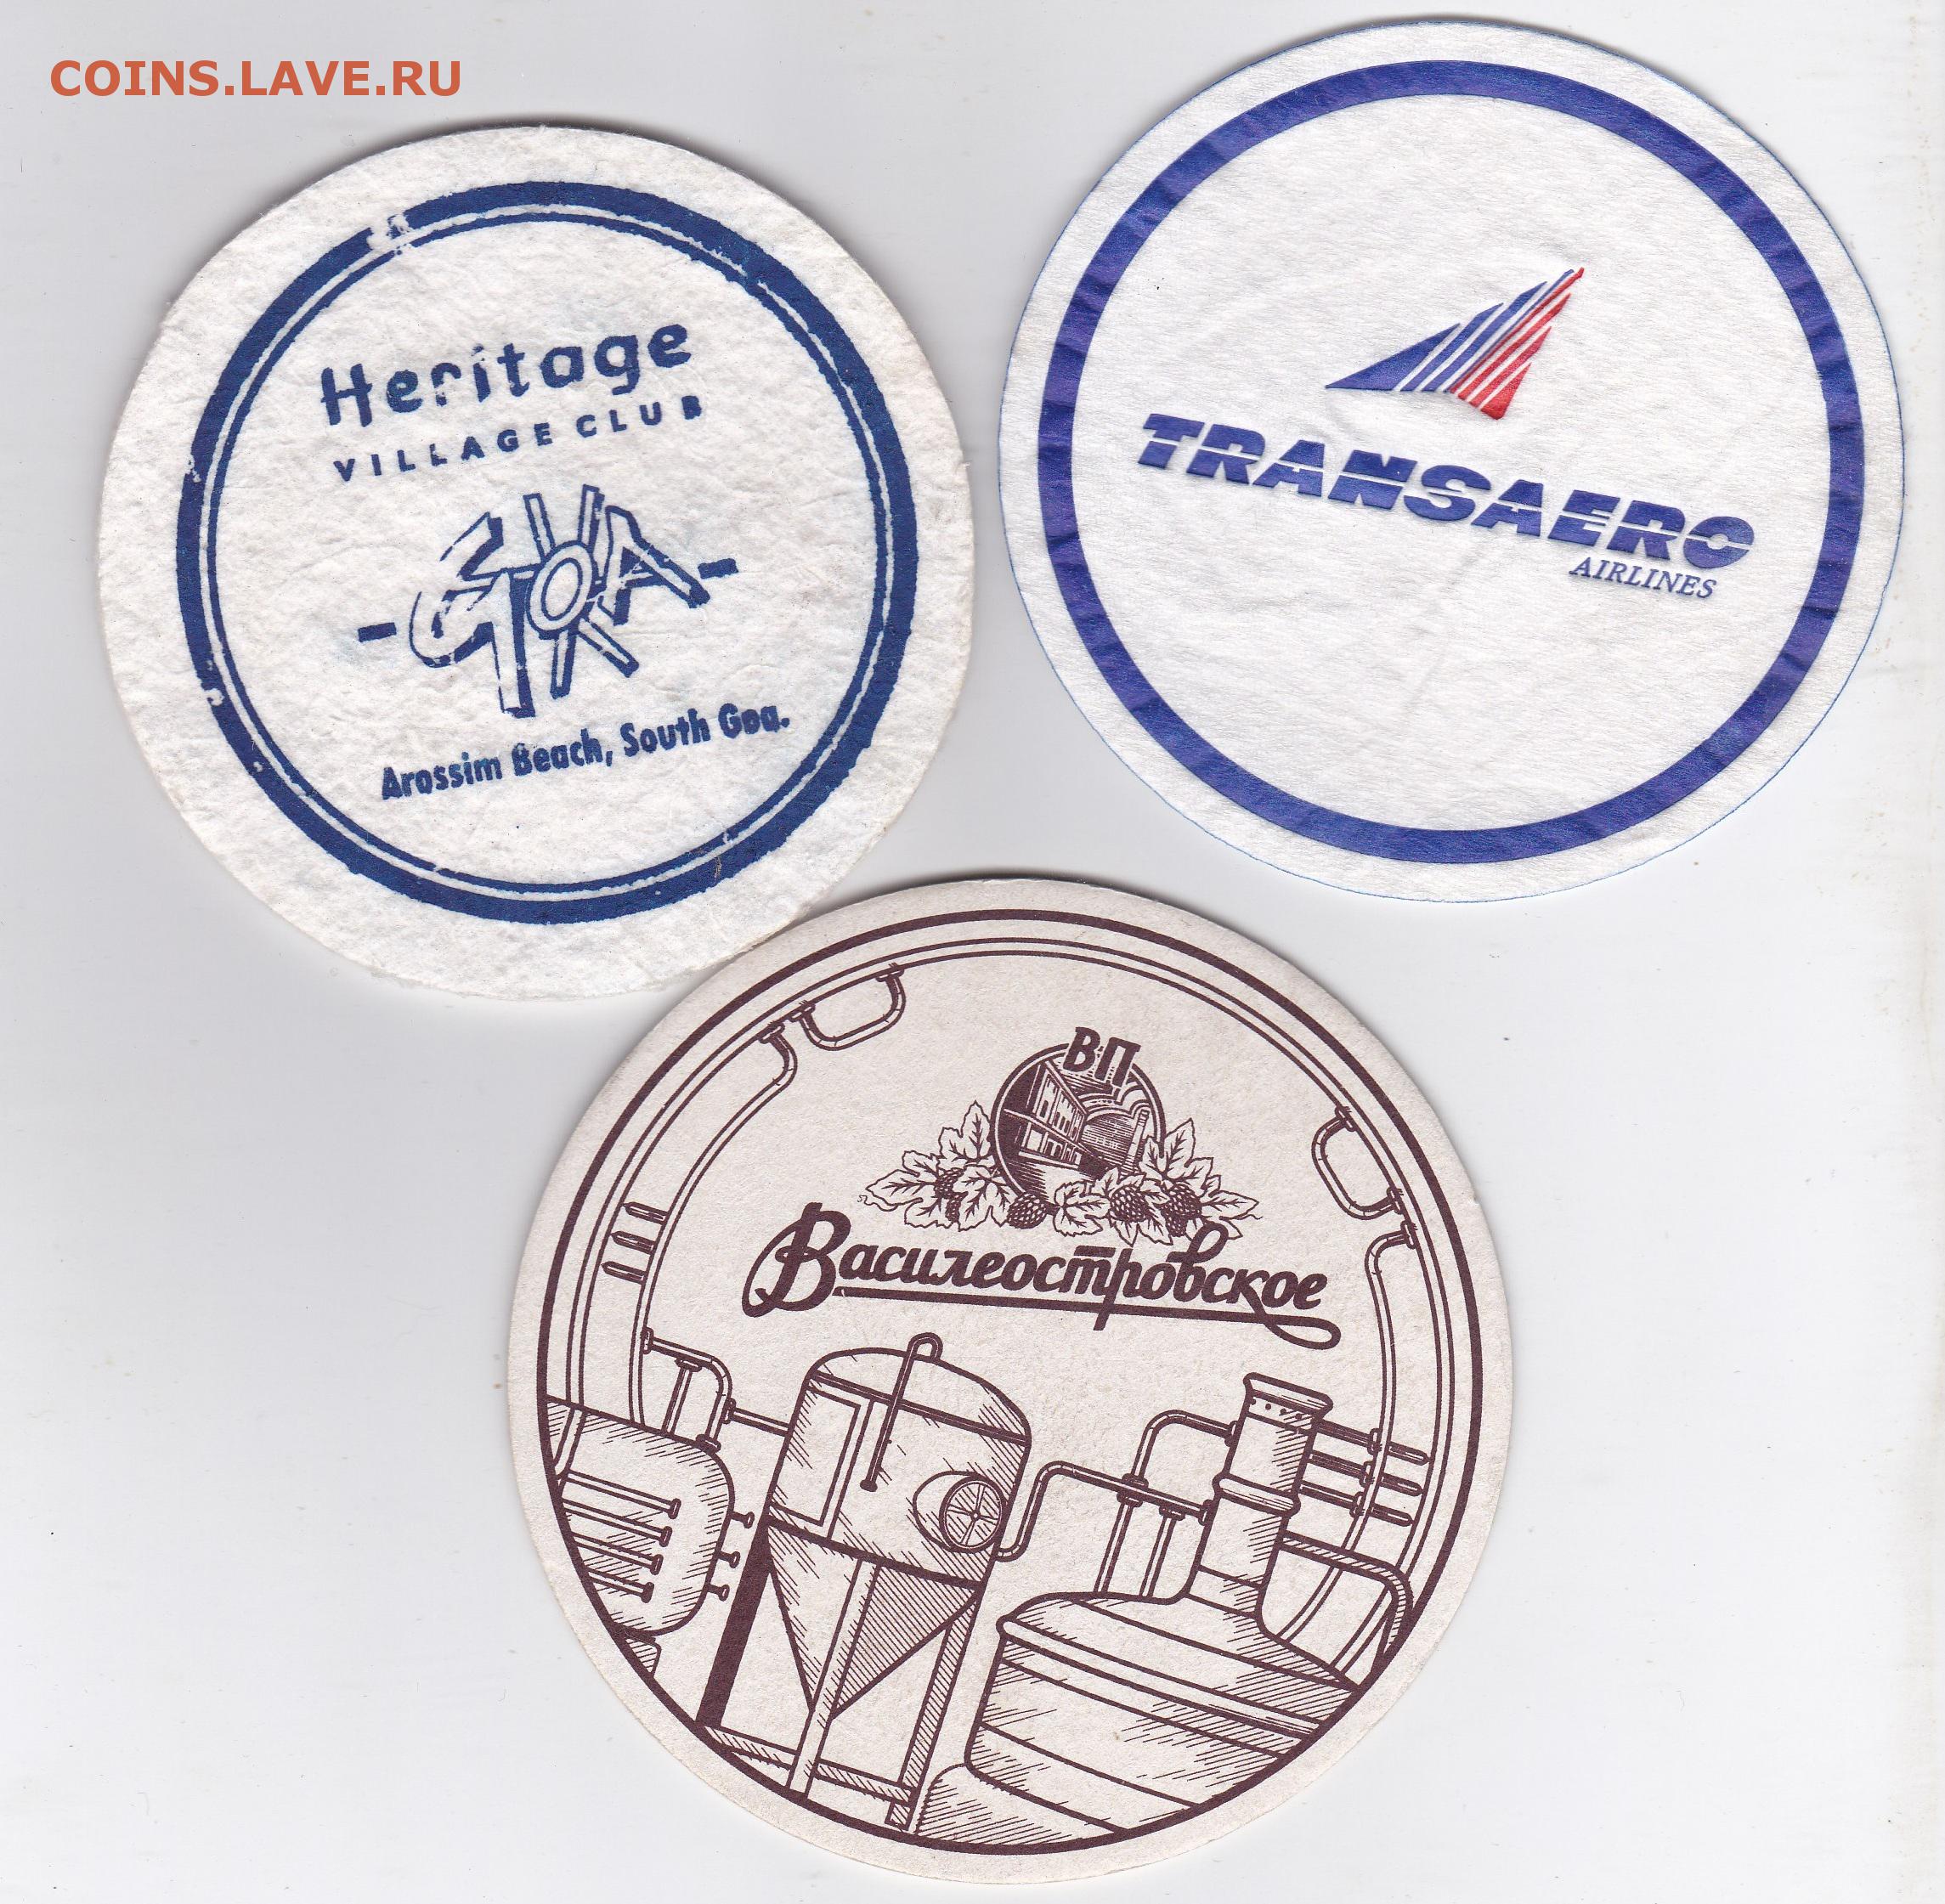 COINS.LAVE.RU
Heritage
VILLAGE CLUB
GOA
Arossim Beach, South Goa.
TRANSAERO
AIRLINES
ВП
Василеостровское